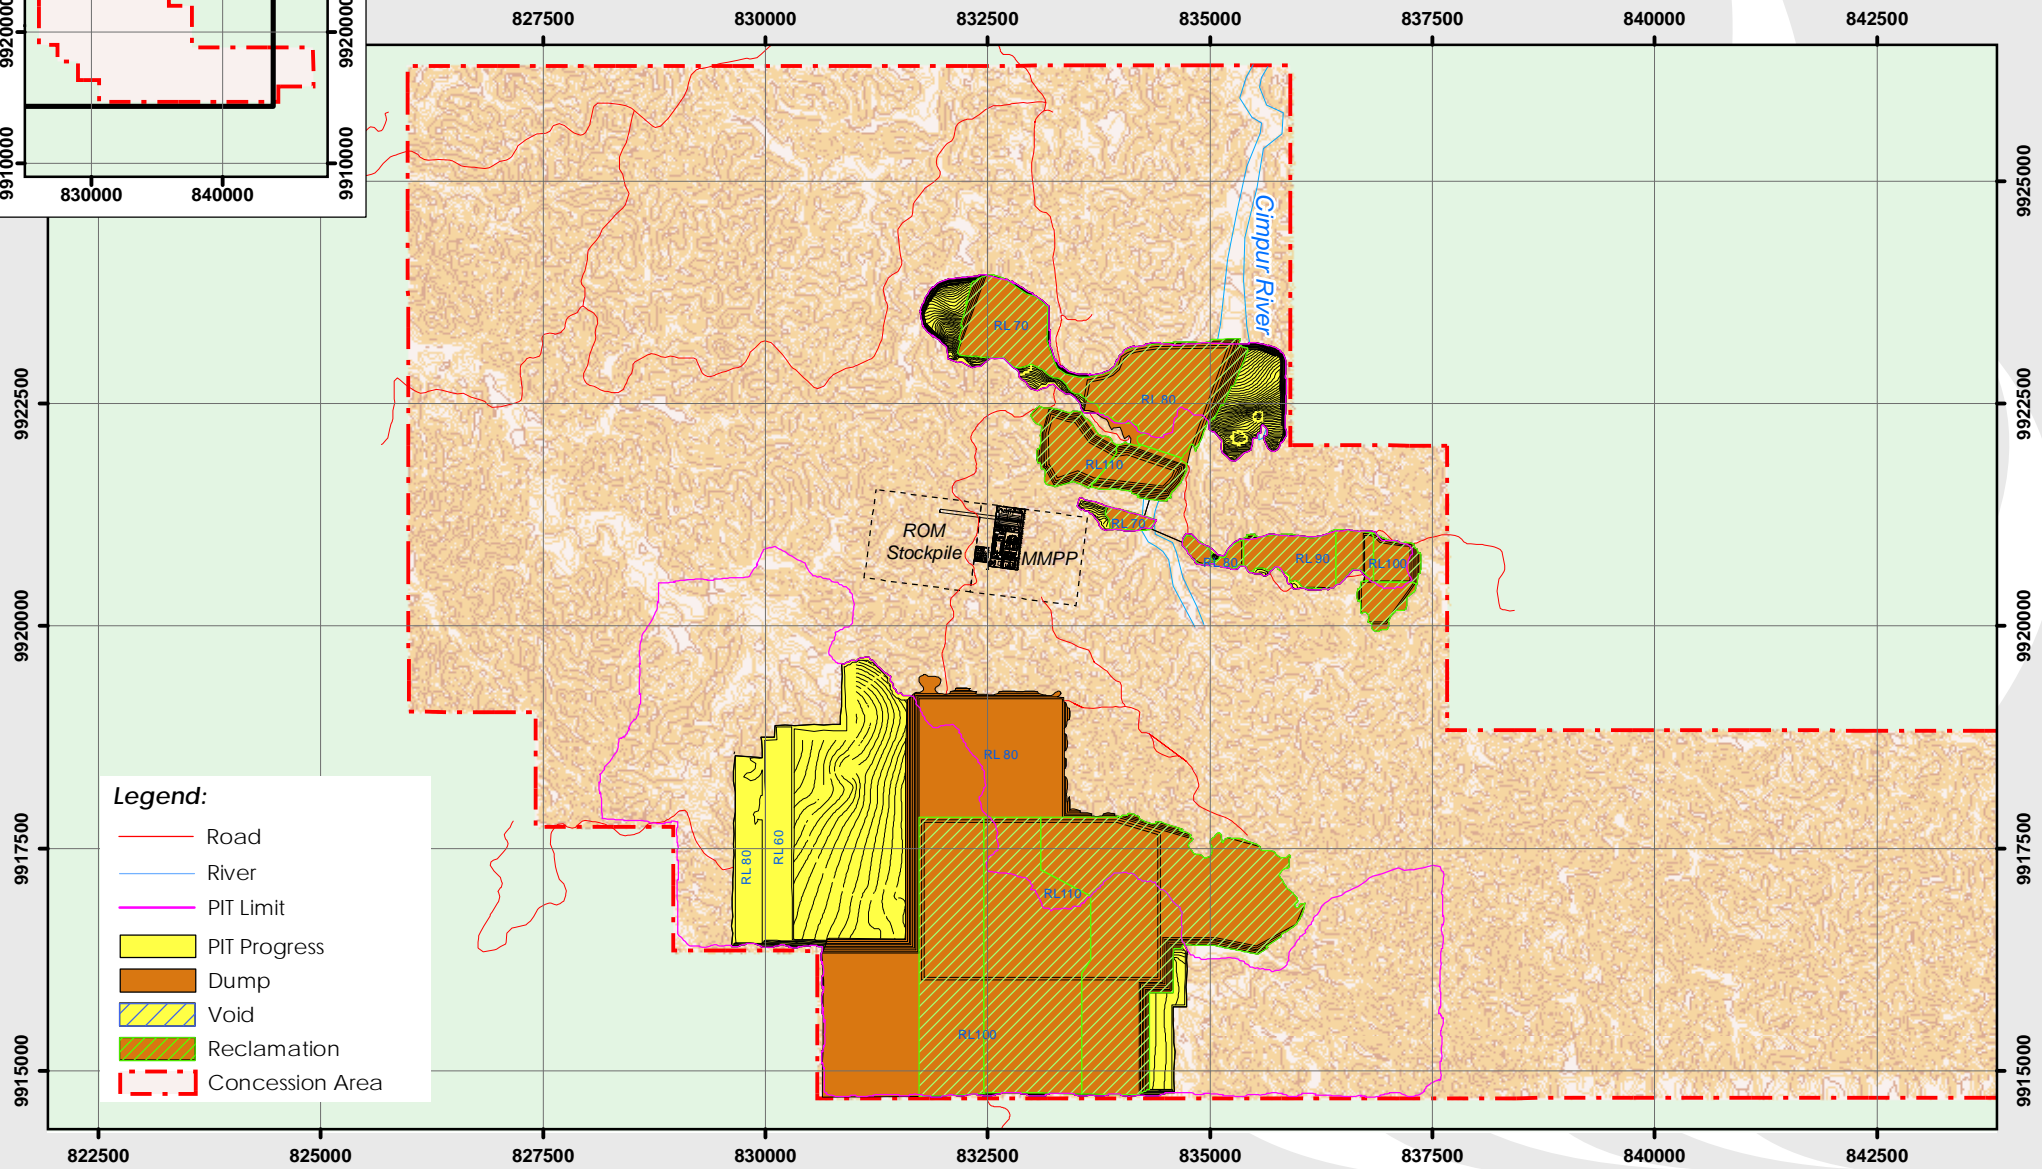 827500 830000 832500 835000 837500 840000 842500
9920000
9920000
9910000
9910000
830000 840000
9925000
9925000
Cimpur River
RL 70
9922500
9922500
RL 80
RL110
ROM
Stockpile
MMPP
RL 70
RL 80
RL 90
RL100
9920000
9920000
RL 80
RL 80
RL 60
RL110
RL100
9917500
9917500
9915000
9915000
Legend:
Road
River
PIT Limit
PIT Progress
Dump
Void
Reclamation
Concession Area
822500 825000 827500 830000 832500 835000 837500 840000 842500